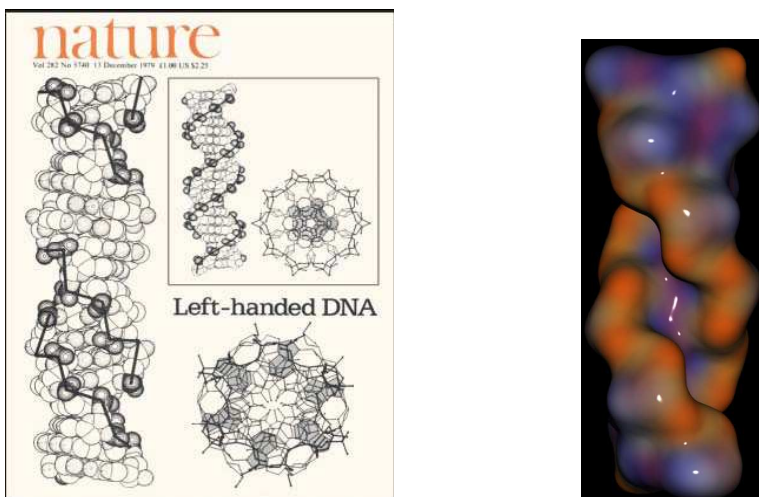 nature
Vol 282 No 5740 13 December 1979 £1.00 US $2.25
Left-handed DNA